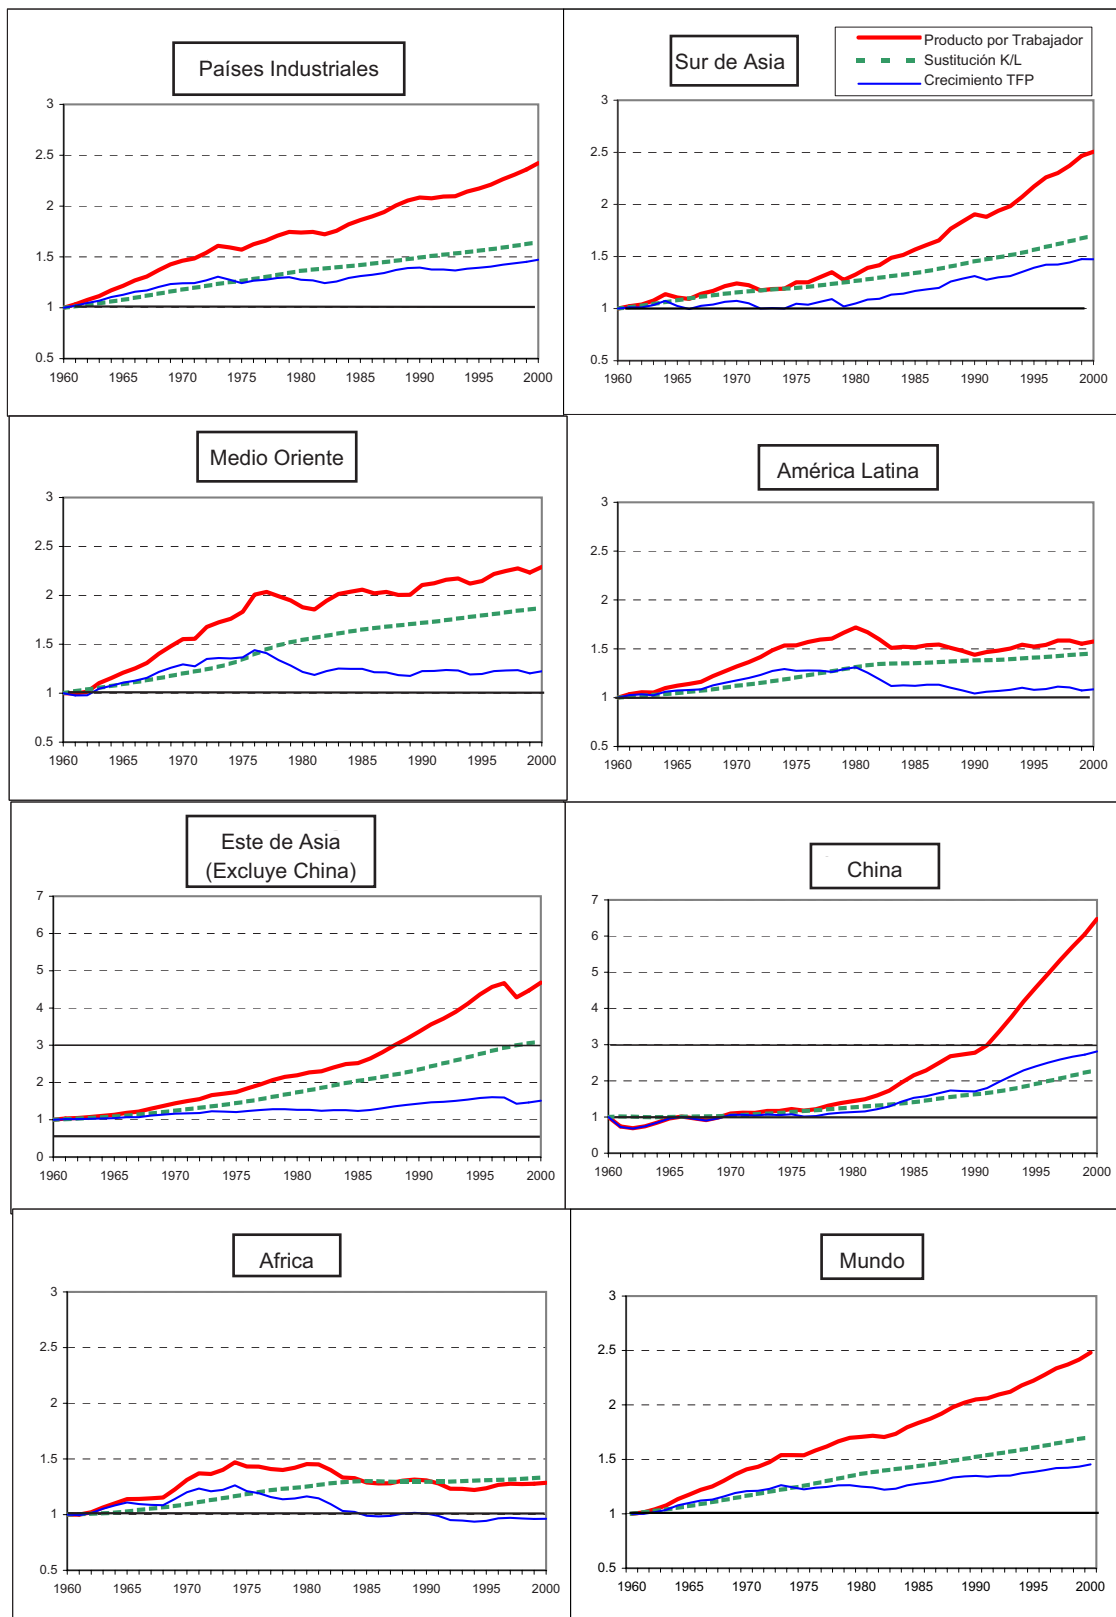 Países Industriales
3
2.5
2
1.5
1
0.5
1960 1965 1970 1975 1980 1985 1990 1995 2000
Sur de Asia
Producto por Trabajador
Sustitución K/L
Crecimiento TFP
3
2.5
2
1.5
1
0.5
1960 1965 1970 1975 1980 1985 1990 1995 2000
Medio Oriente
3
2.5
2
1.5
1
0.5
1960 1965 1970 1975 1980 1985 1990 1995 2000
América Latina
3
2.5
2
1.5
1
0.5
1960 1965 1970 1975 1980 1985 1990 1995 2000
Este de Asia
(Excluye China)
7
6
5
4
3
2
1
0
1960 1965 1970 1975 1980 1985 1990 1995 2000
China
7
6
5
4
3
2
1
0
1960 1965 1970 1975 1980 1985 1990 1995 2000
Africa
3
2.5
2
1.5
1
0.5
1960 1965 1970 1975 1980 1985 1990 1995 2000
Mundo
3
2.5
2
1.5
1
0.5
1960 1965 1970 1975 1980 1985 1990 1995 2000